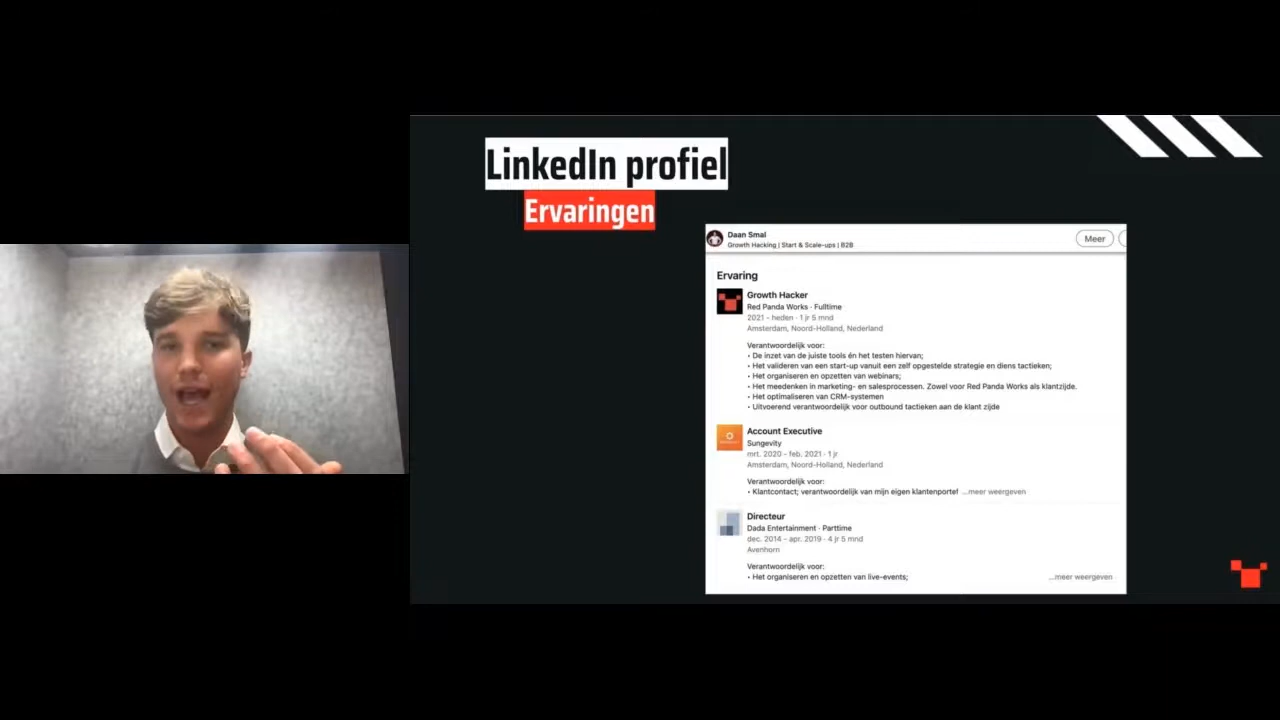 LinkedIn profiel
Ervaringen
Daan Smal
Growth Hacking | Start & Scale-ups | B2B
Meer
Ervaring
Growth Hacker
Red Panda Works · Fulltime
2021 - heden · 1 jr 5 mnd
Amsterdam, Noord-Holland, Nederland
Verantwoordelijk voor:
• De inzet van de juiste tools én het testen hiervan;
• Het valideren van een start-up vanuit een zelf opgestelde strategie en diens tactieken;
• Het organiseren en opzetten van webinars;
• Het meedenken in marketing- en salesprocessen. Zowel voor Red Panda Works als klantzijde.
• Het optimaliseren van CRM-systemen
• Uitvoerend verantwoordelijk voor outbound tactieken aan de klant zijde
Account Executive
Sungevity
mrt. 2020 - feb. 2021 · 1 jr
Amsterdam, Noord-Holland, Nederland
Verantwoordelijk voor:
• Klantcontact; verantwoordelijk van mijn eigen klantenportef ...meer weergeven
Directeur
Dada Entertainment · Parttime
dec. 2014 - apr. 2019 · 4 jr 5 mnd
Avenhorn
Verantwoordelijk voor:
• Het organiseren en opzetten van live-events; ...meer weergeven